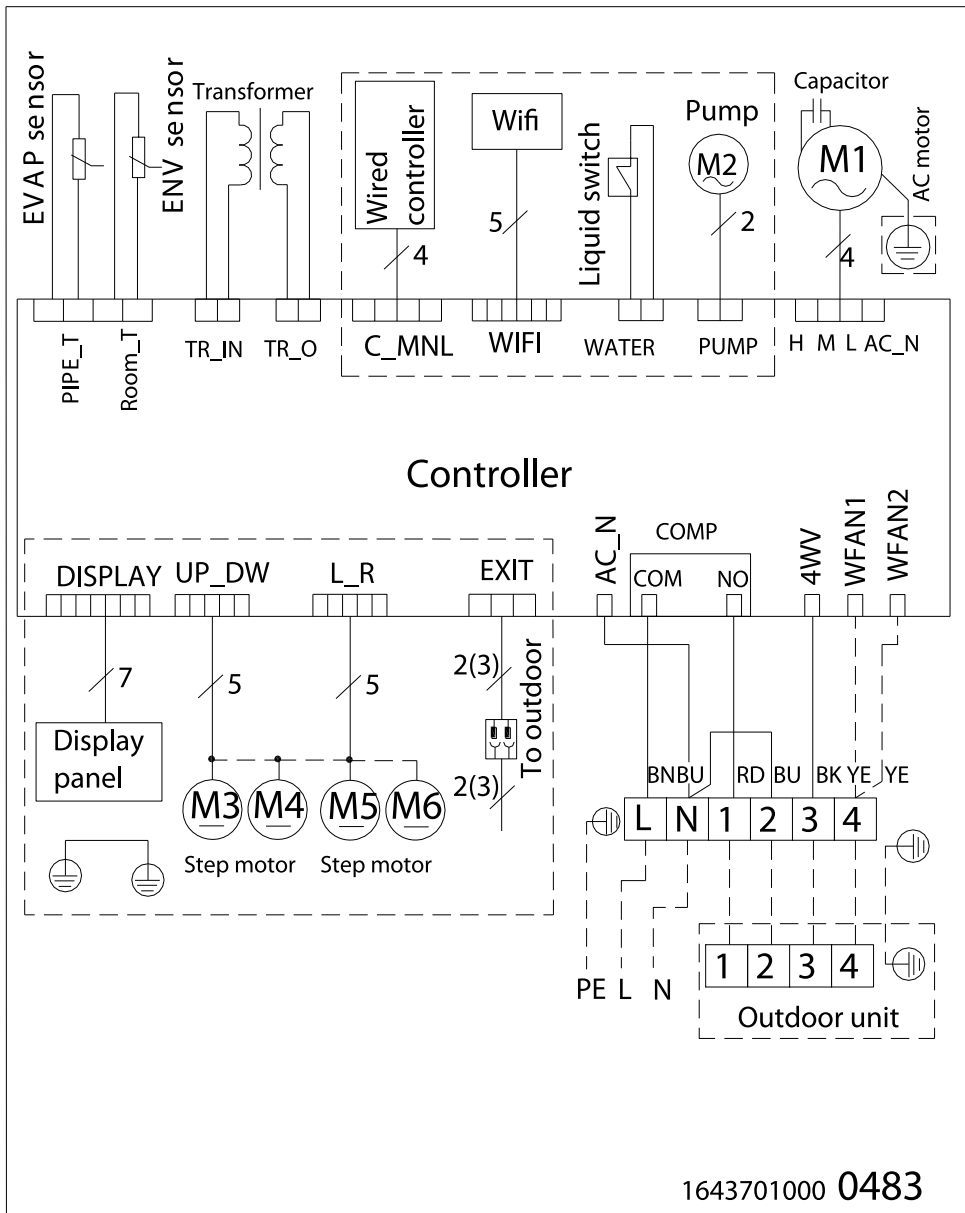 EVAP sensor
ENV sensor
Transformer
Wired
controller
Wifi
Liquid switch
Pump
M2
Capacitor
M1
AC motor
4
5
2
4
PIPE_T
Room_T
TR_IN
TR_O
C_MNL
WIFI
WATER
PUMP
H M L AC_N
Controller
DISPLAY
UP_DW
L_R
EXIT
AC_N
COMP
COM
NO
4WV
WFAN1
WFAN2
7
5
5
2(3)
To outdoor
2(3)
Display
panel
M3
M4
M5
M6
Step motor
Step motor
BN BU RD BU BK YE YE
L N 1 2 3 4
PE L N
1 2 3 4
Outdoor unit
1643701000 0483